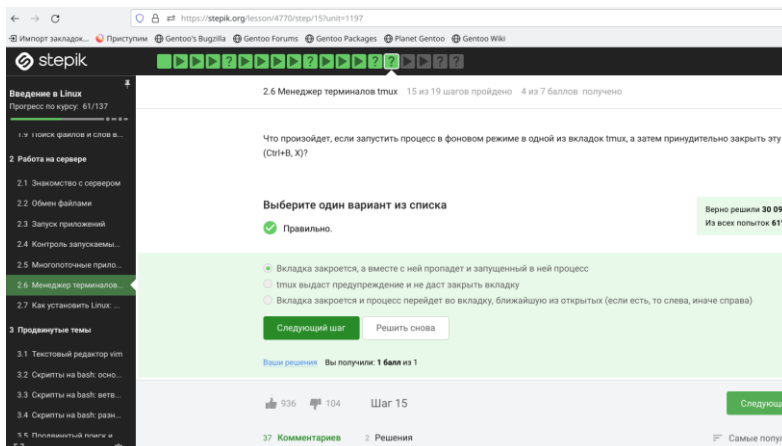 https://stepik.org/lesson/4770/step/15?unit=1197
Импорт закладок... Приступим Gentoo's Bugzilla Gentoo Forums Gentoo Packages Planet Gentoo Gentoo Wiki
stepik
Введение в Linux
Прогресс по курсу: 61/137
1.9 Поиск файлов и слов в...
2 Работа на сервере
2.1 Знакомство с сервером
2.2 Обмен файлами
2.3 Запуск приложений
2.4 Контроль запускаемы...
2.5 Многопоточные прило...
2.6 Менеджер терминалов...
2.7 Как установить Linux: ...
3 Продвинутые темы
3.1 Текстовый редактор vim
3.2 Скрипты на bash: осно...
3.3 Скрипты на bash: ветв...
3.4 Скрипты на bash: разн...
3.5 Продвинутый поиск и
2.6 Менеджер терминалов tmux 15 из 19 шагов пройдено 4 из 7 баллов получено
Что произойдет, если запустить процесс в фоновом режиме в одной из вкладок tmux, а затем принудительно закрыть эту
(Ctrl+B, X)?
Выберите один вариант из списка
Правильно.
Верно решили 30 09
Из всех попыток 61
Вкладка закроется, а вместе с ней пропадет и запущенный в ней процесс
tmux выдаст предупреждение и не даст закрыть вкладку
Вкладка закроется и процесс перейдет во вкладку, ближайшую из открытых (если есть, то слева, иначе справа)
Следующий шаг Решить снова
Ваши решения Вы получили: 1 балл из 1
936 104 Шаг 15
Следующ
37 Комментариев 2 Решения
Самые попу